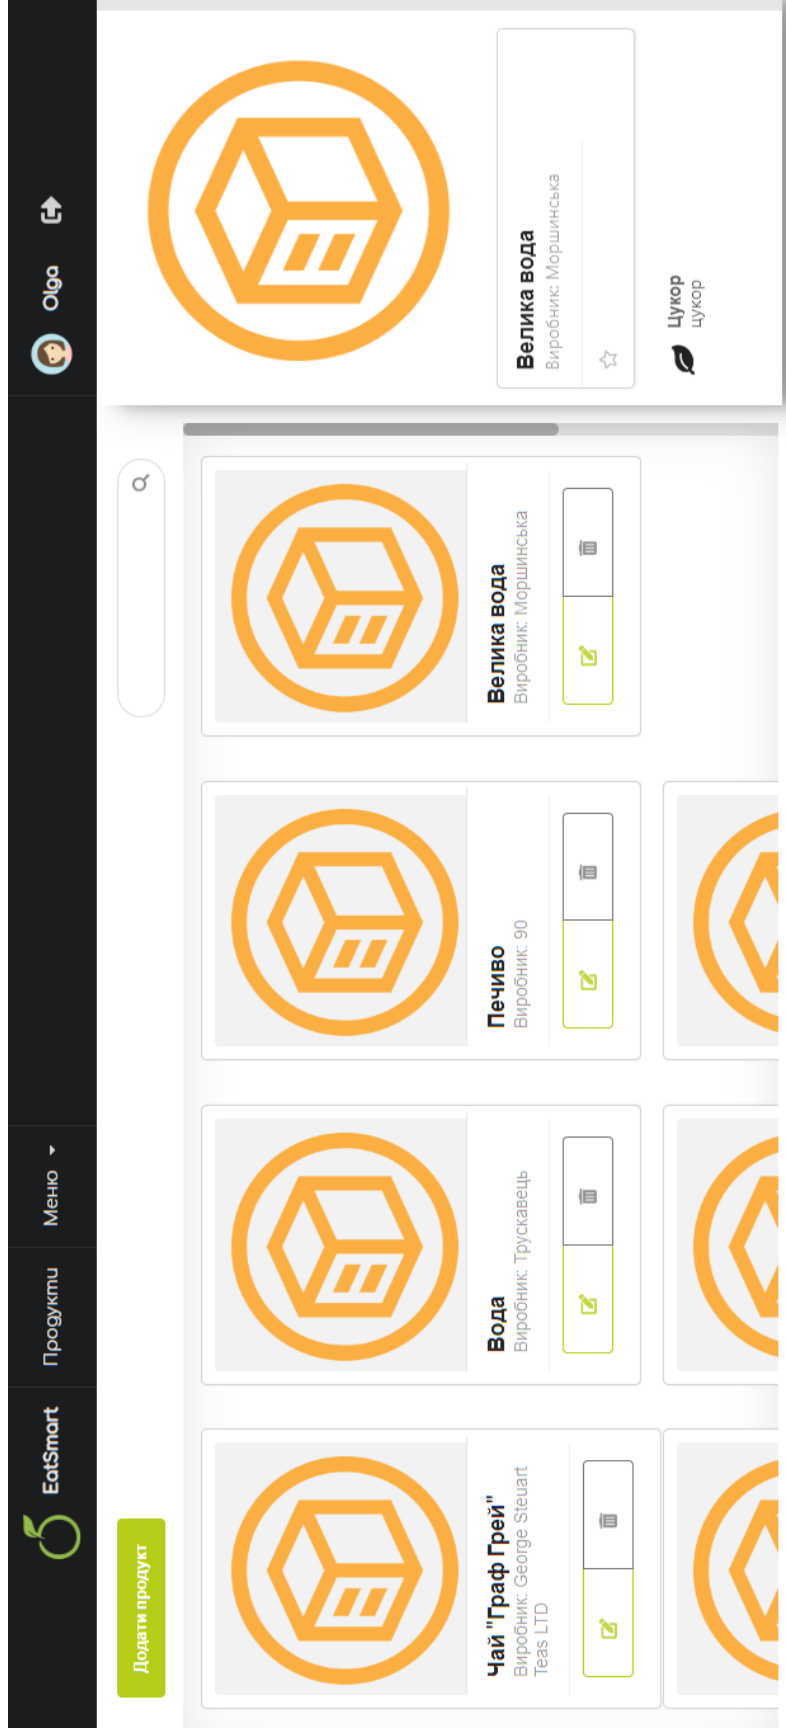 EatSmart
Продукти
Меню
Olga
Додати продукт
Чай "Граф Грей"
Виробник: George Steuart
Teas LTD
Вода
Виробник: Трускавець
Печиво
Виробник: 90
Велика вода
Виробник: Моршинська
Велика вода
Виробник: Моршинська
Цукор
цукор